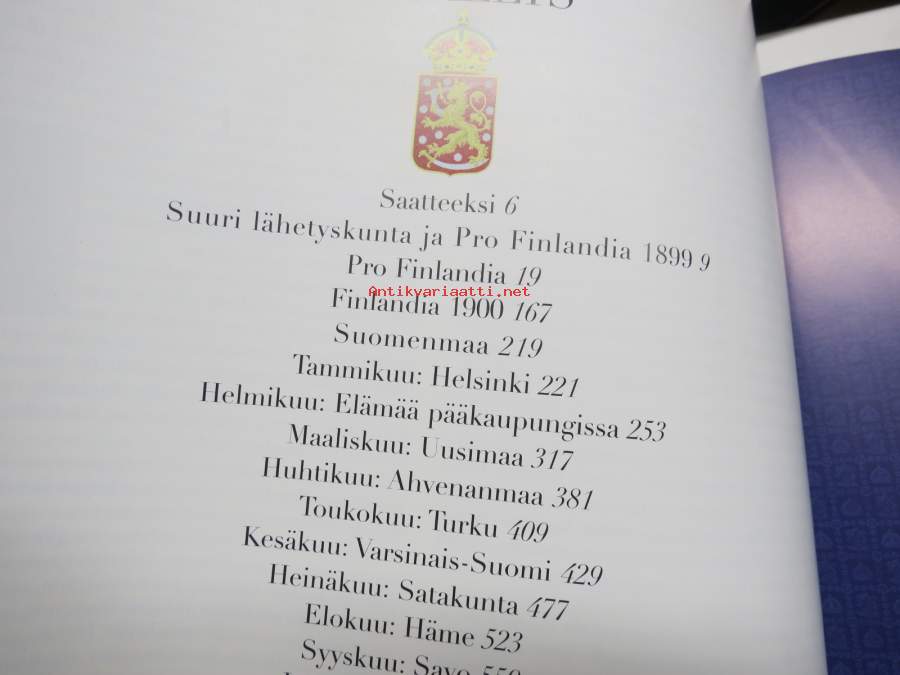 Saatteeksi 6
Suuri lähetyskunta ja Pro Finlandia 1899 9
Pro Finlandia 19
Antikvariaatti.net
Finlandia 1900 167
Suomenmaa 219
Tammikuu: Helsinki 221
Helmikuu: Elämää pääkaupungissa 253
Maaliskuu: Uusimaa 317
Huhtikuu: Ahvenanmaa 381
Toukokuu: Turku 409
Kesäkuu: Varsinais-Suomi 429
Heinäkuu: Satakunta 477
Elokuu: Häme 523
Syyskuu: Savo